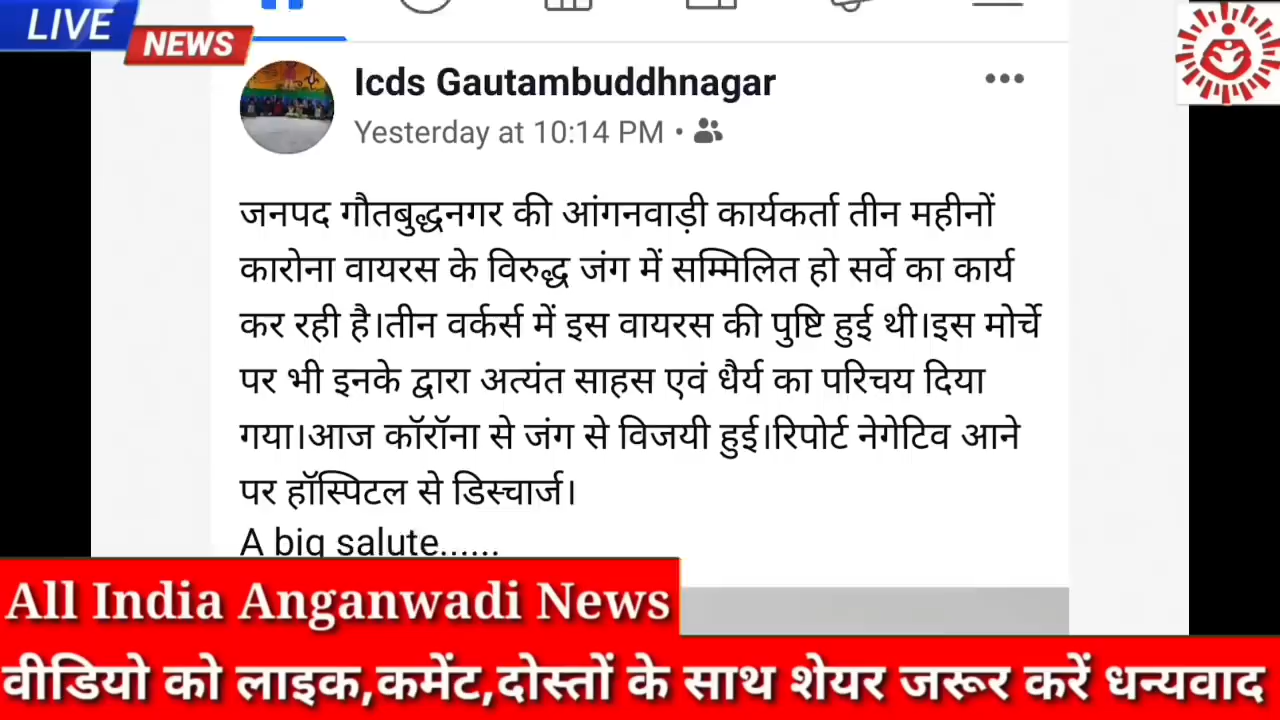 LIVE
NEWS
Icds Gautambuddhnagar
Yesterday at 10:14 PM •
जनपद गौतबुद्धनगर की आंगनवाड़ी कार्यकर्ता तीन महीनों
कारोना वायरस के विरुद्ध जंग में सम्मिलित हो सर्वे का कार्य
कर रही है।तीन वर्कर्स में इस वायरस की पुष्टि हुई थी।इस मोर्चे
पर भी इनके द्वारा अत्यंत साहस एवं धैर्य का परिचय दिया
गया।आज कॉरॉना से जंग से विजयी हुई।रिपोर्ट नेगेटिव आने
पर हॉस्पिटल से डिस्चार्ज।
A big salute......
All India Anganwadi News
वीडियो को लाइक,कमेंट,दोस्तों के साथ शेयर जरूर करें धन्यवाद